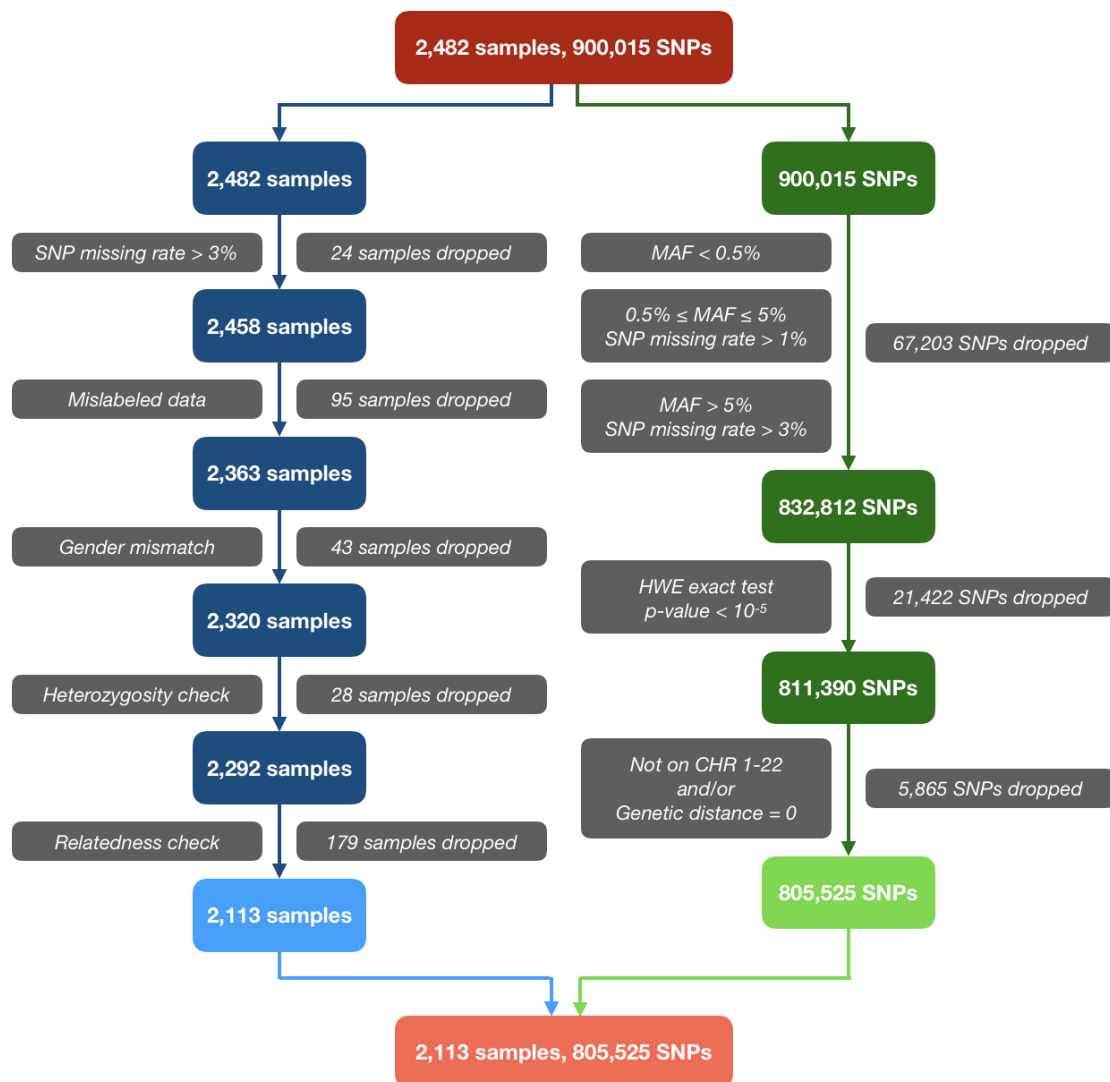 2,482 samples, 900,015 SNPs
2,482 samples
900,015 SNPs
SNP missing rate > 3%
24 samples dropped
MAF < 0.5%
2,458 samples
0.5% ≤ MAF ≤ 5%
SNP missing rate > 1%
67,203 SNPs dropped
Mislabeled data
95 samples dropped
MAF > 5%
SNP missing rate > 3%
2,363 samples
832,812 SNPs
Gender mismatch
43 samples dropped
HWE exact test
p-value < 10⁻⁵
21,422 SNPs dropped
2,320 samples
Heterozygosity check
28 samples dropped
811,390 SNPs
2,292 samples
Not on CHR 1-22
and/or
Genetic distance = 0
5,865 SNPs dropped
Relatedness check
179 samples dropped
2,113 samples
805,525 SNPs
2,113 samples, 805,525 SNPs